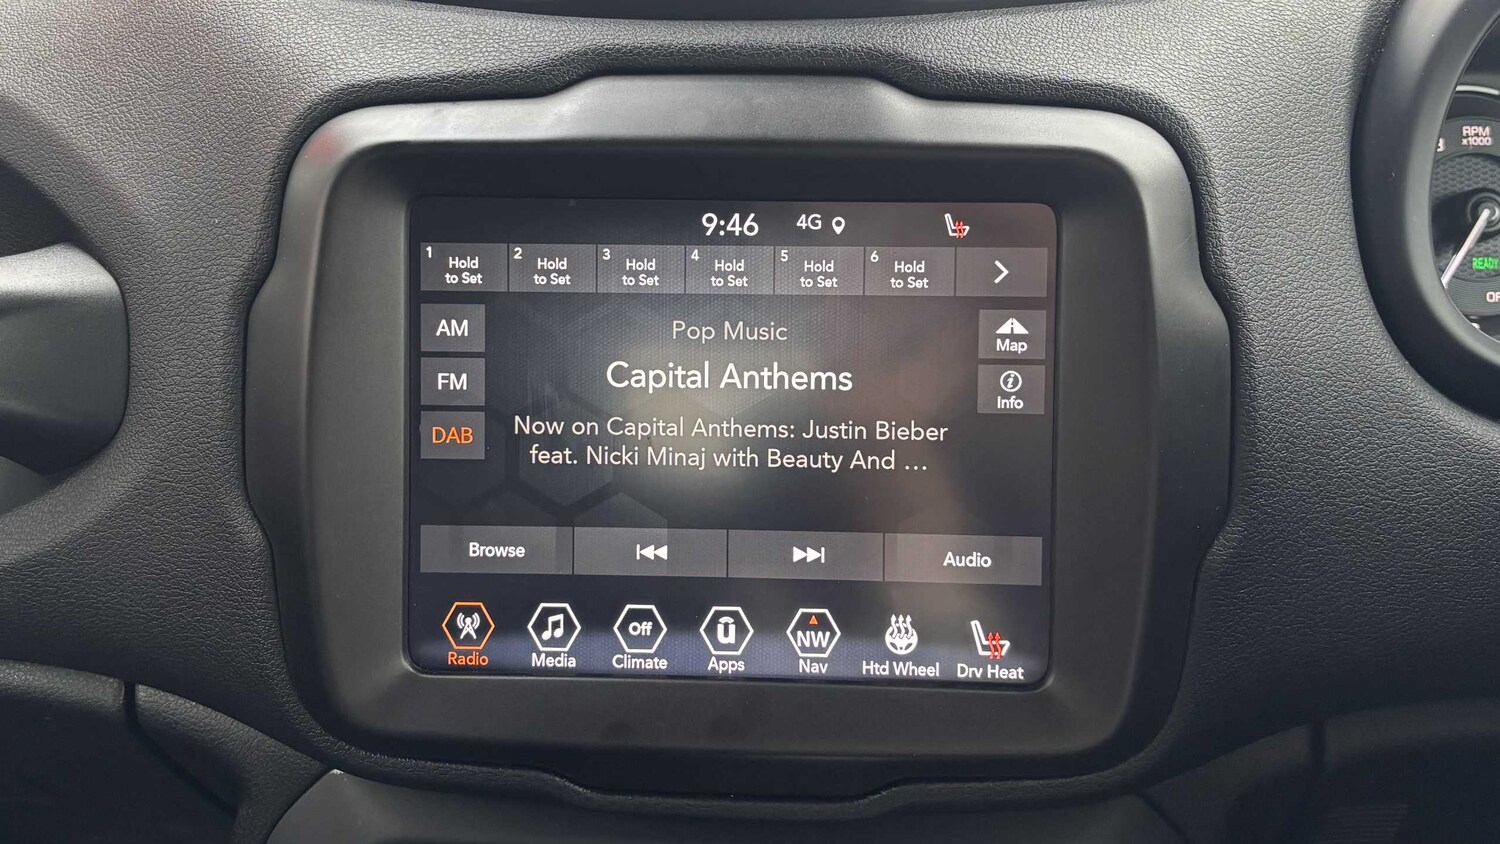 9:46 4G
1 Hold to Set
2 Hold to Set
3 Hold to Set
4 Hold to Set
5 Hold to Set
6 Hold to Set
AM
FM
DAB
Pop Music
Capital Anthems
Now on Capital Anthems: Justin Bieber
feat. Nicki Minaj with Beauty And ...
Map
Info
Browse
Audio
Radio
Media
Off
Climate
ū
Apps
NW
Nav
Htd Wheel
Drv Heat
RPM
x1000
READY